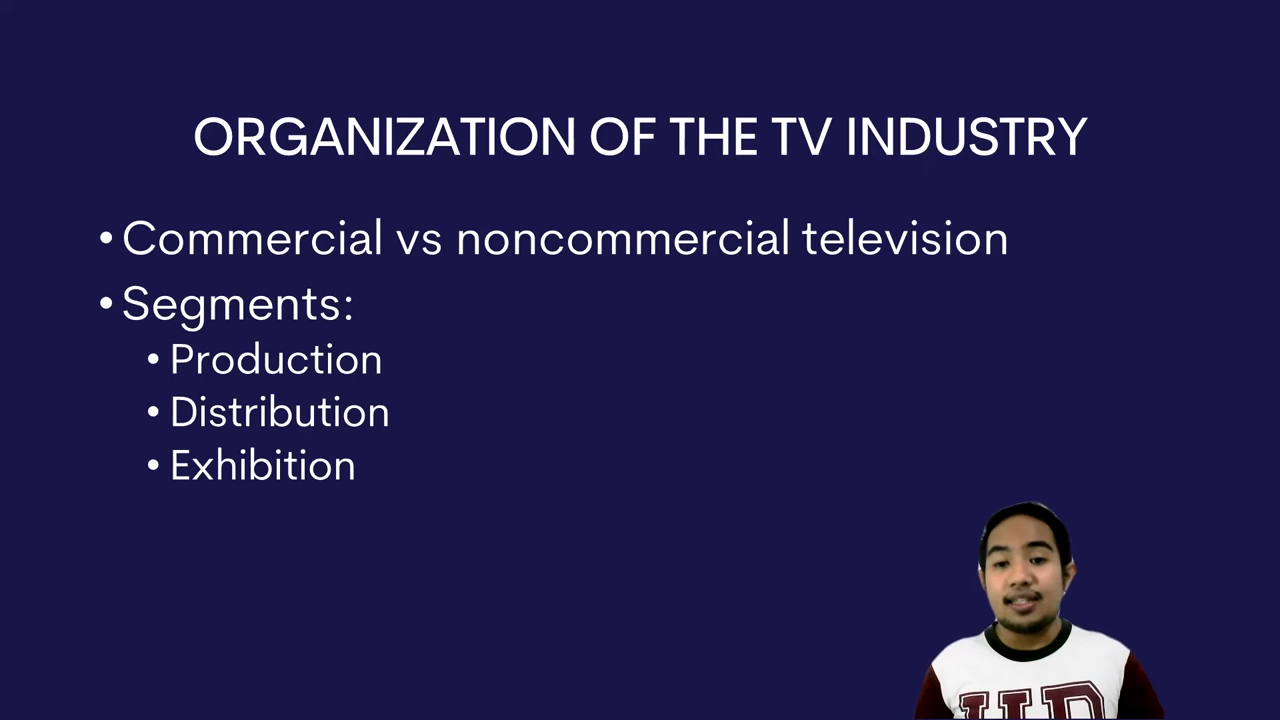 ORGANIZATION OF THE TV INDUSTRY
• Commercial vs noncommercial television
• Segments:
• Production
• Distribution
• Exhibition